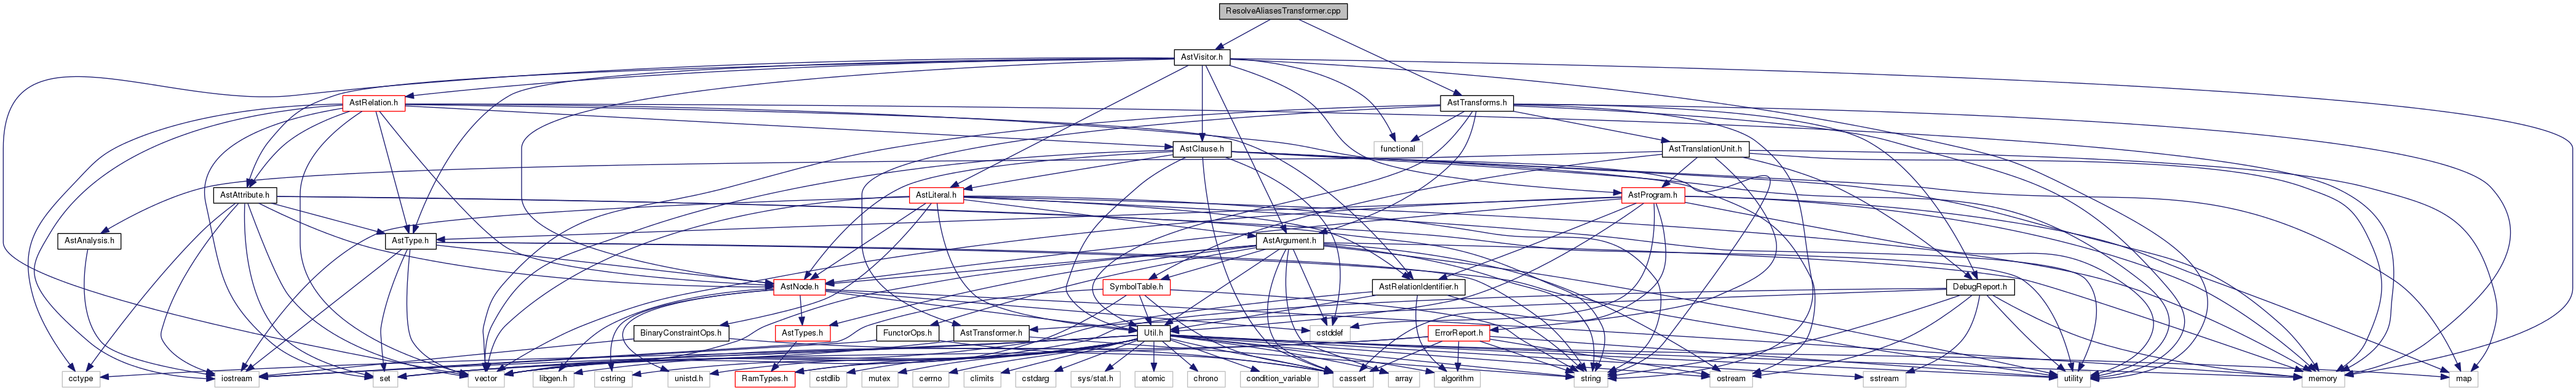 ResolveAliasesTransformer.cpp
AstVisitor.h
AstRelation.h
AstTransforms.h
functional
AstClause.h
AstTranslationUnit.h
AstAttribute.h
AstLiteral.h
AstProgram.h
AstAnalysis.h
AstType.h
AstArgument.h
AstNode.h
SymbolTable.h
AstRelationIdentifier.h
DebugReport.h
BinaryConstraintOps.h
AstTypes.h
FunctorOps.h
AstTransformer.h
Util.h
cstddef
ErrorReport.h
cctype
iostream
set
vector
libgen.h
cstring
unistd.h
RamTypes.h
cstdlib
mutex
cerrno
climits
cstdarg
sys/stat.h
atomic
chrono
condition_variable
cassert
array
algorithm
string
ostream
sstream
utility
memory
map